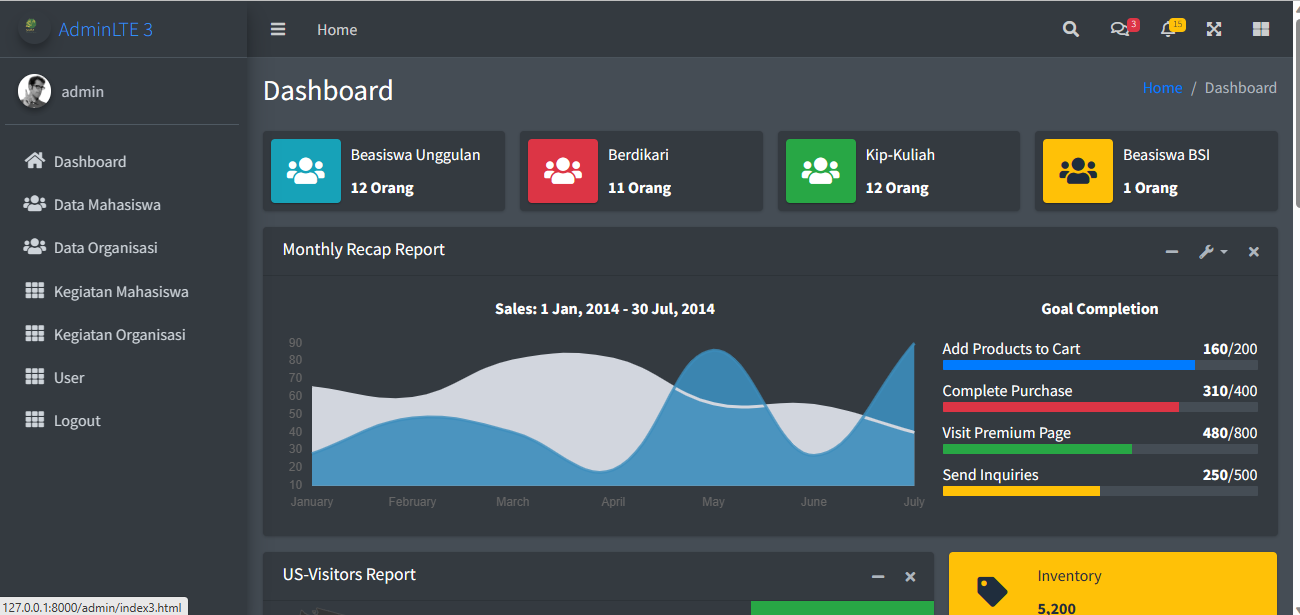 AdminLTE 3
Home
3
15
admin
Dashboard
Home / Dashboard
Dashboard
Data Mahasiswa
Data Organisasi
Kegiatan Mahasiswa
Kegiatan Organisasi
User
Logout
Beasiswa Unggulan
12 Orang
Berdikari
11 Orang
Kip-Kuliah
12 Orang
Beasiswa BSI
1 Orang
Monthly Recap Report
Sales: 1 Jan, 2014 - 30 Jul, 2014
90
80
70
60
50
40
30
20
10
January February March April May June July
Goal Completion
Add Products to Cart 160/200
Complete Purchase 310/400
Visit Premium Page 480/800
Send Inquiries 250/500
US-Visitors Report
Inventory
5,200
127.0.0.1:8000/admin/index3.html